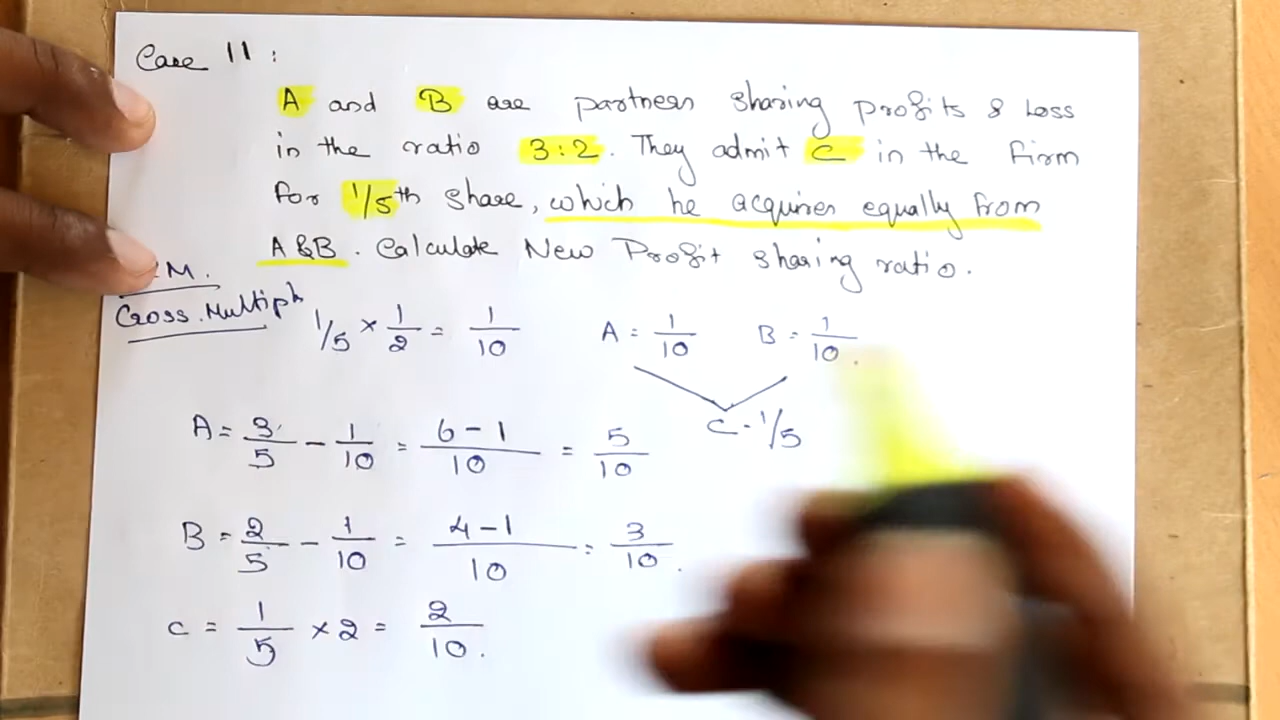 Case 11 :
A and B are partners sharing profits & Loss
in the ratio 3:2. They admit C in the Firm
for 1/5th share, which he acquires equally from
A & B. Calculate New Profit sharing ratio.
M.
Cross.Multiply
1/5 × 1/2 = 1/10 A = 1/10 B = 1/10.
C - 1/5
A = 3/5 - 1/10 = 6-1/10 = 5/10
B = 2/5 - 1/10 = 4-1/10 = 3/10.
C = 1/5 × 2 = 2/10.